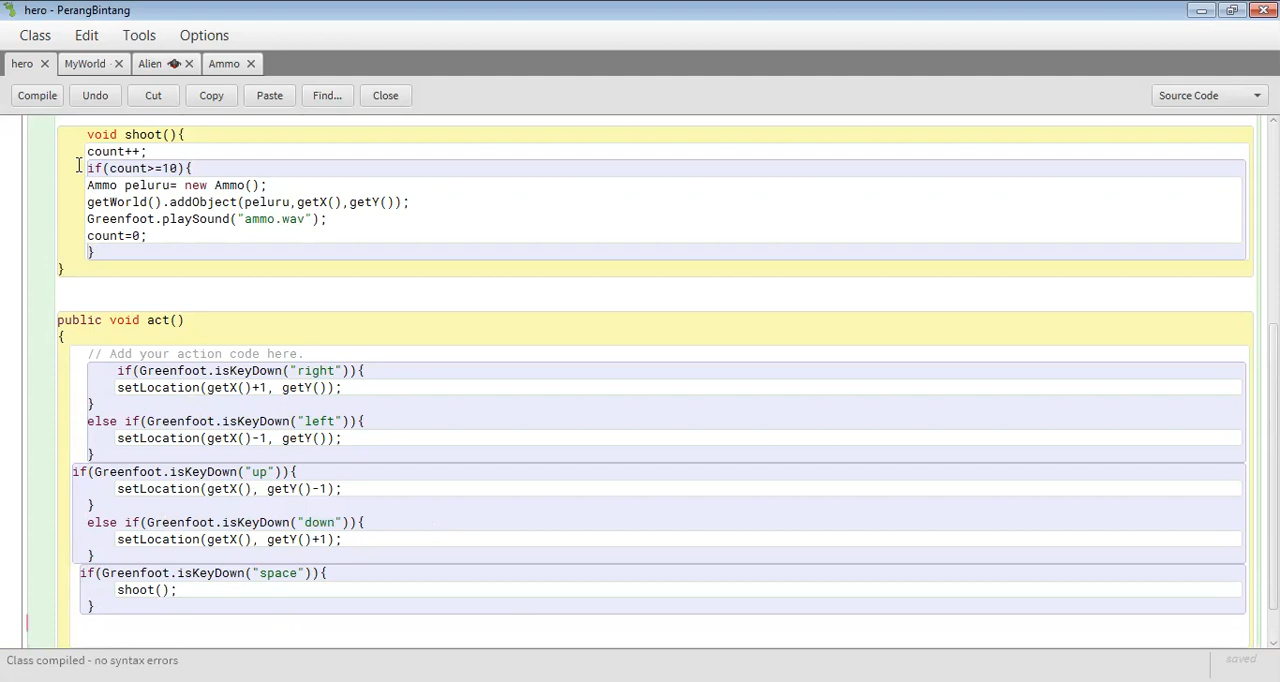 hero - PerangBintang
Class Edit Tools Options
hero MyWorld Alien Ammo
Compile Undo Cut Copy Paste Find... Close Source Code
void shoot(){
count++;
if(count>=10){
Ammo peluru= new Ammo();
getWorld().addObject(peluru,getX(),getY());
Greenfoot.playSound("ammo.wav");
count=0;
}
}
public void act()
{
// Add your action code here.
if(Greenfoot.isKeyDown("right")){
setLocation(getX()+1, getY());
}
else if(Greenfoot.isKeyDown("left")){
setLocation(getX()-1, getY());
}
if(Greenfoot.isKeyDown("up")){
setLocation(getX(), getY()-1);
}
else if(Greenfoot.isKeyDown("down")){
setLocation(getX(), getY()+1);
}
if(Greenfoot.isKeyDown("space")){
shoot();
}
Class compiled - no syntax errors
saved